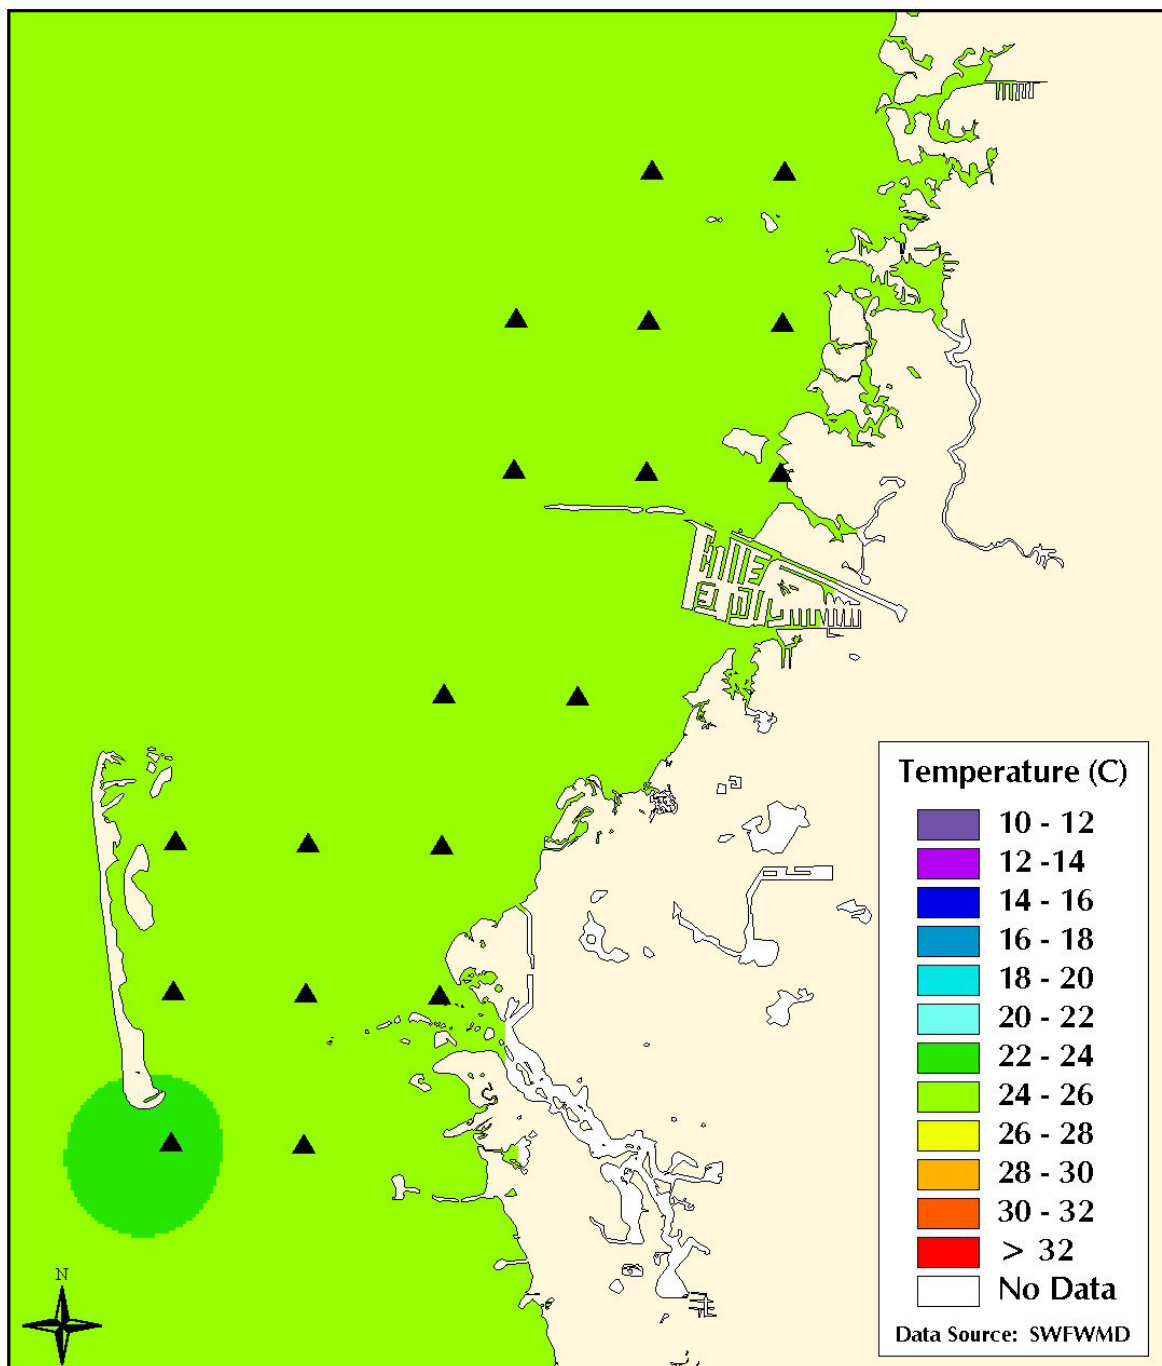 Temperature (C)
10 - 12
12 -14
14 - 16
16 - 18
18 - 20
20 - 22
22 - 24
24 - 26
26 - 28
28 - 30
30 - 32
> 32
No Data
Data Source: SWFWMD
N